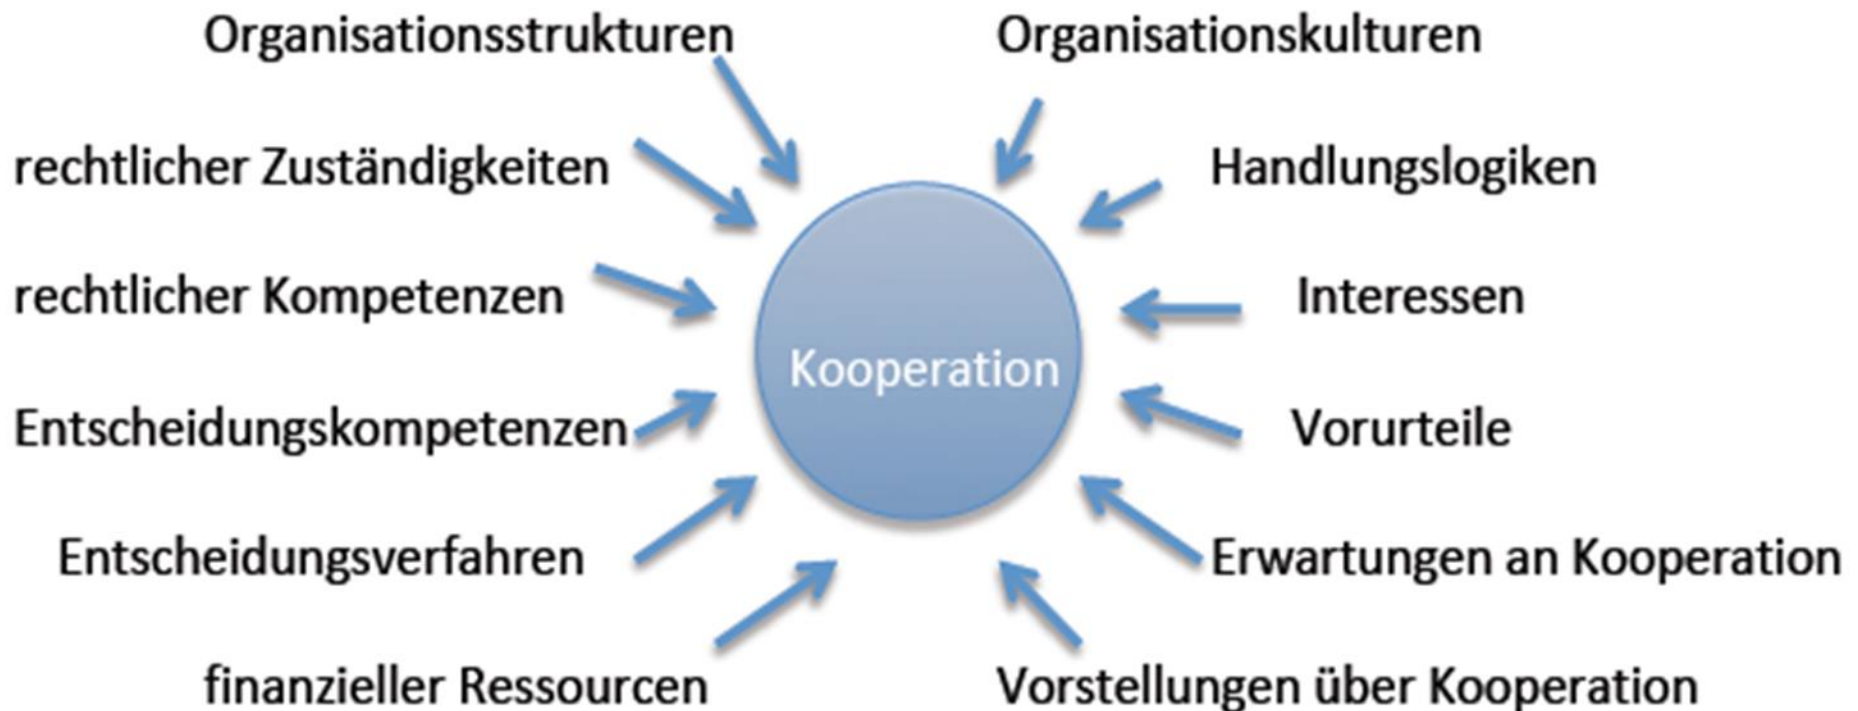 Organisationsstrukturen
Organisationskulturen
rechtlicher Zuständigkeiten
Handlungslogiken
rechtlicher Kompetenzen
Interessen
Kooperation
Entscheidungskompetenzen
Vorurteile
Entscheidungsverfahren
Erwartungen an Kooperation
finanzieller Ressourcen
Vorstellungen über Kooperation